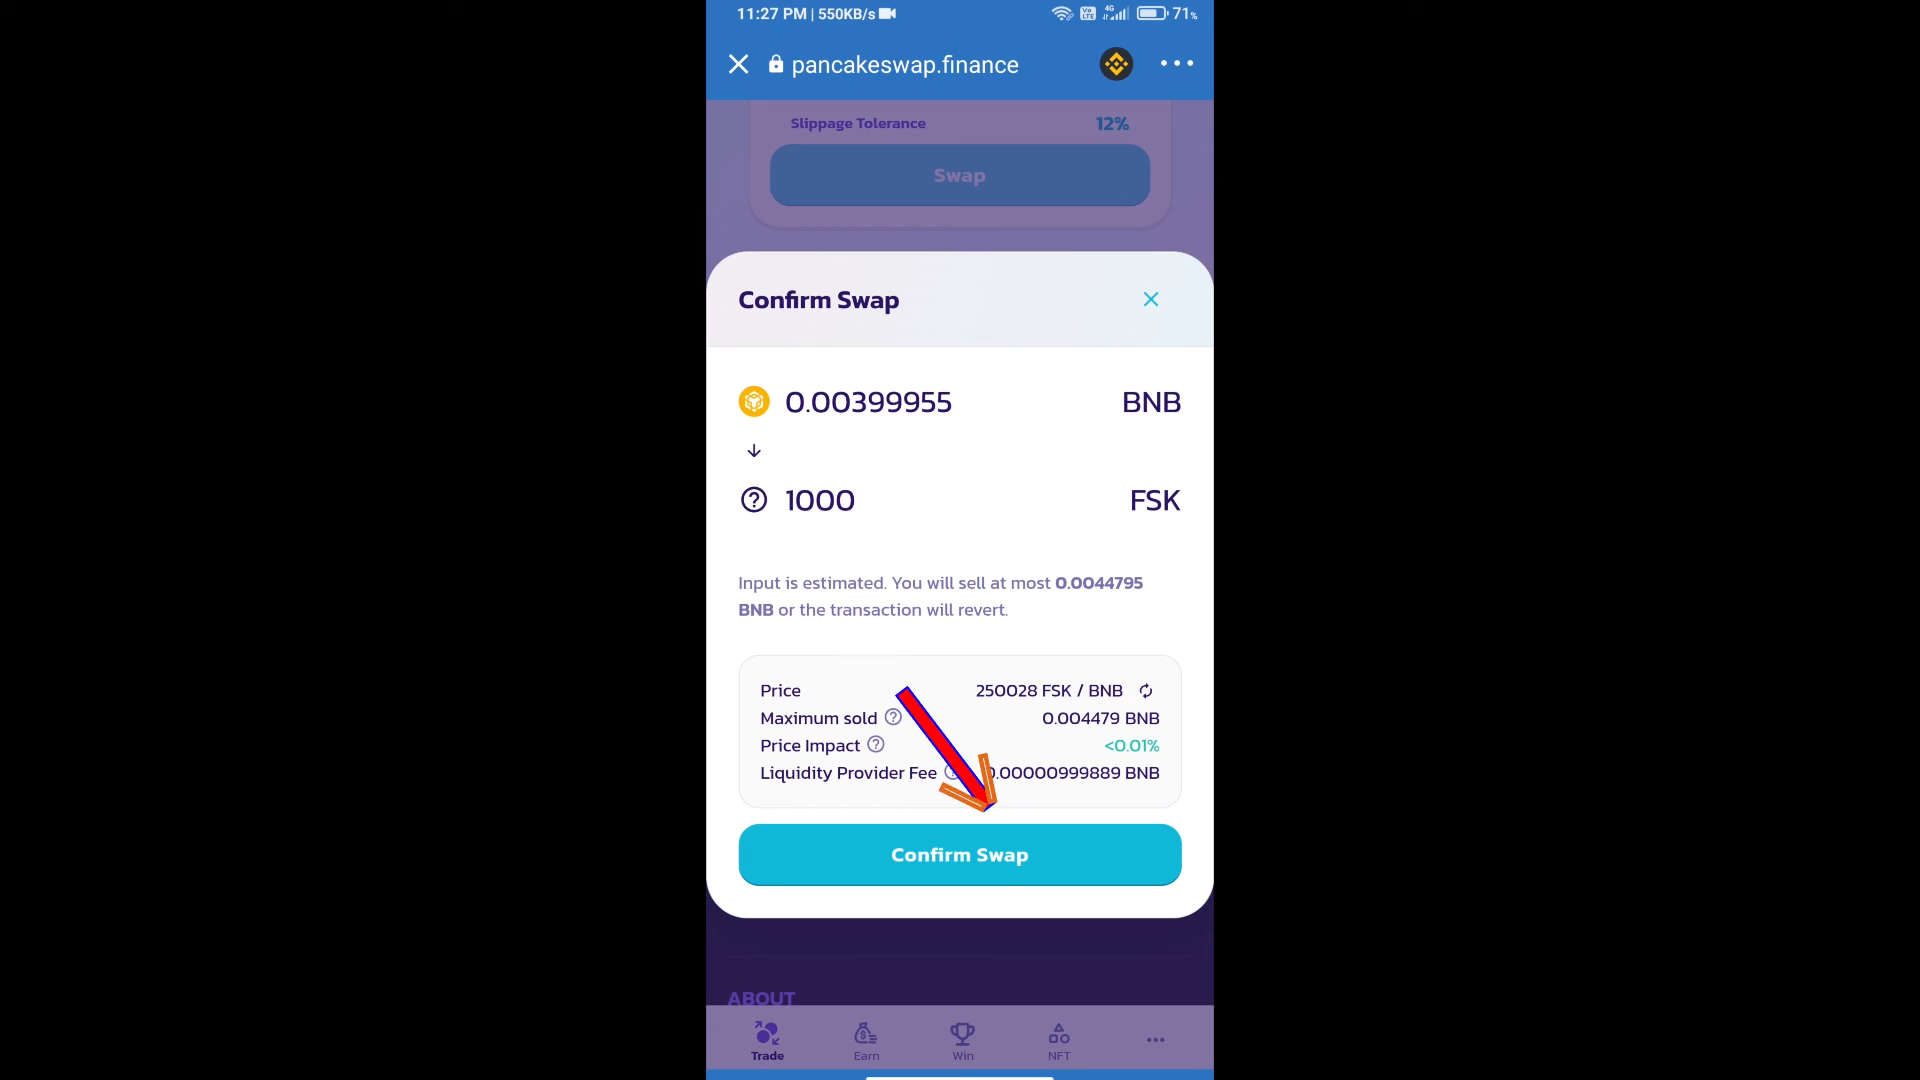 11:27 PM | 550KB/s
Vo LTE
4G
71%
pancakeswap.finance
Slippage Tolerance 12%
Swap
Confirm Swap
0.00399955 BNB
1000 FSK
Input is estimated. You will sell at most 0.0044795
BNB or the transaction will revert.
Price 250028 FSK / BNB
Maximum sold 0.004479 BNB
Price Impact <0.01%
Liquidity Provider Fee 0.00000999889 BNB
Confirm Swap
ABOUT
Trade Earn Win NFT